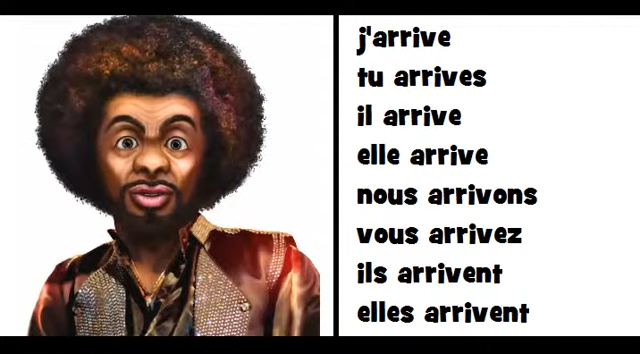 j'arrive
tu arrives
il arrive
elle arrive
nous arrivons
vous arrivez
ils arrivent
elles arrivent